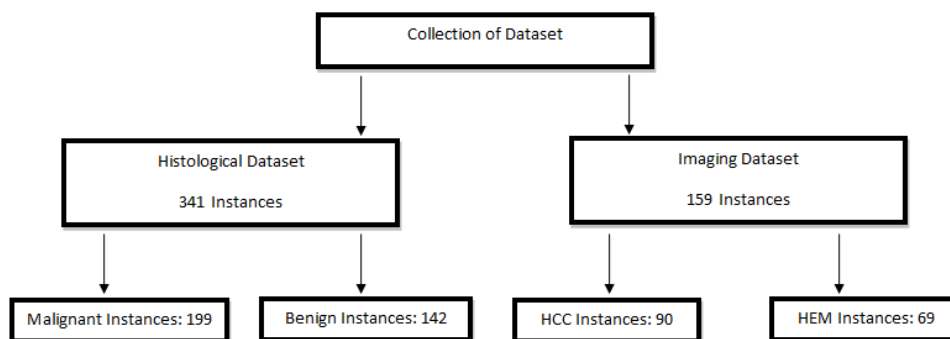 Collection of Dataset
Histological Dataset
341 Instances
Imaging Dataset
159 Instances
Malignant Instances: 199
Benign Instances: 142
HCC Instances: 90
HEM Instances: 69